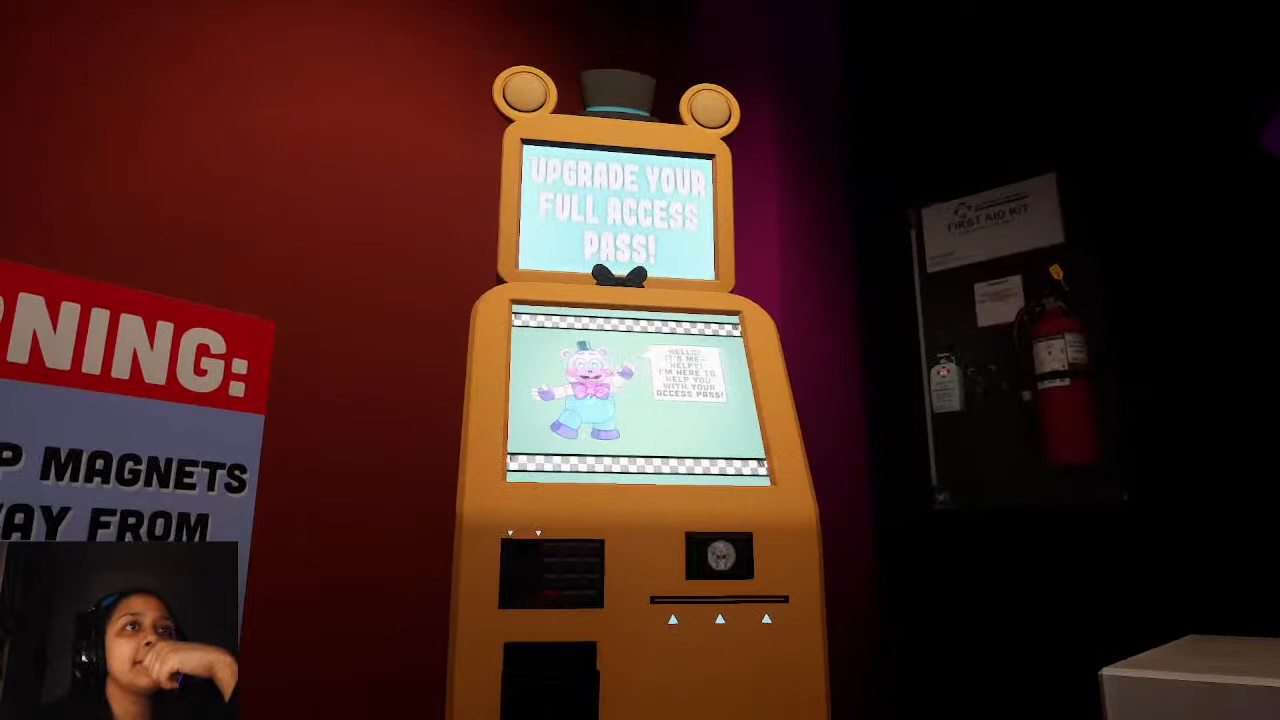 UPGRADE YOUR
FULL ACCESS
PASS!
HELLO!
IT'S ME-
HELPY!
I'M HERE TO
HELP YOU
WITH YOUR
ACCESS PASS!
RNING:
P MAGNETS
AY FROM
FIRST AID KIT